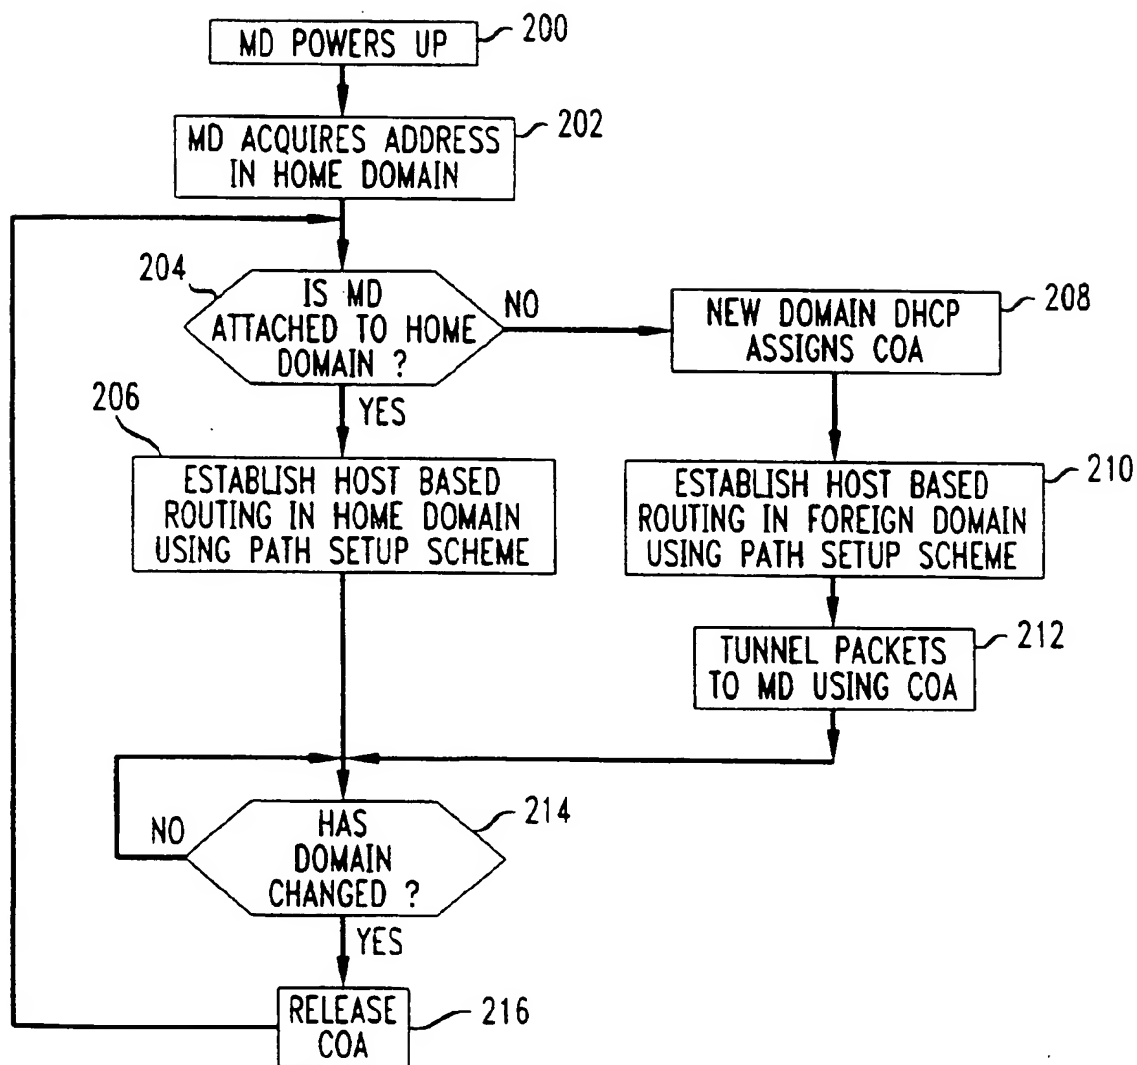 MD POWERS UP
200
MD ACQUIRES ADDRESS
IN HOME DOMAIN
202
204
IS MD
ATTACHED TO HOME
DOMAIN ?
NO
YES
NEW DOMAIN DHCP
ASSIGNS COA
208
206
ESTABLISH HOST BASED
ROUTING IN HOME DOMAIN
USING PATH SETUP SCHEME
ESTABLISH HOST BASED
ROUTING IN FOREIGN DOMAIN
USING PATH SETUP SCHEME
210
TUNNEL PACKETS
TO MD USING COA
212
HAS
DOMAIN
CHANGED ?
214
NO
YES
RELEASE
COA
216